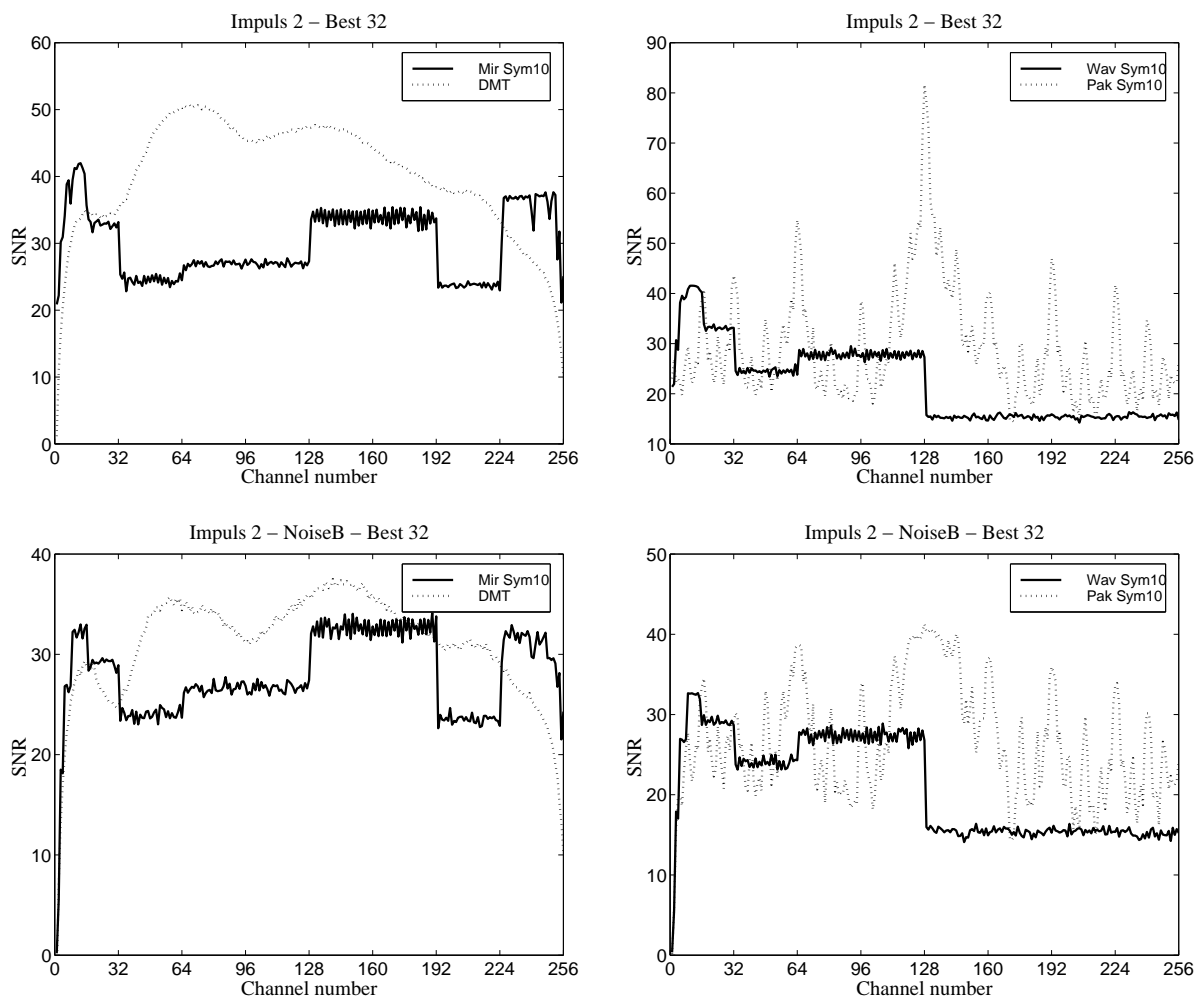 Impuls 2 – Best 32
60
50
40
30
20
10
0
SNR
Mir Sym10
DMT
0 32 64 96 128 160 192 224 256
Channel number
Impuls 2 – Best 32
90
80
70
60
50
40
30
20
10
SNR
Wav Sym10
Pak Sym10
0 32 64 96 128 160 192 224 256
Channel number
Impuls 2 – NoiseB – Best 32
40
30
20
10
0
SNR
Mir Sym10
DMT
0 32 64 96 128 160 192 224 256
Channel number
Impuls 2 – NoiseB – Best 32
50
40
30
20
10
0
SNR
Wav Sym10
Pak Sym10
0 32 64 96 128 160 192 224 256
Channel number